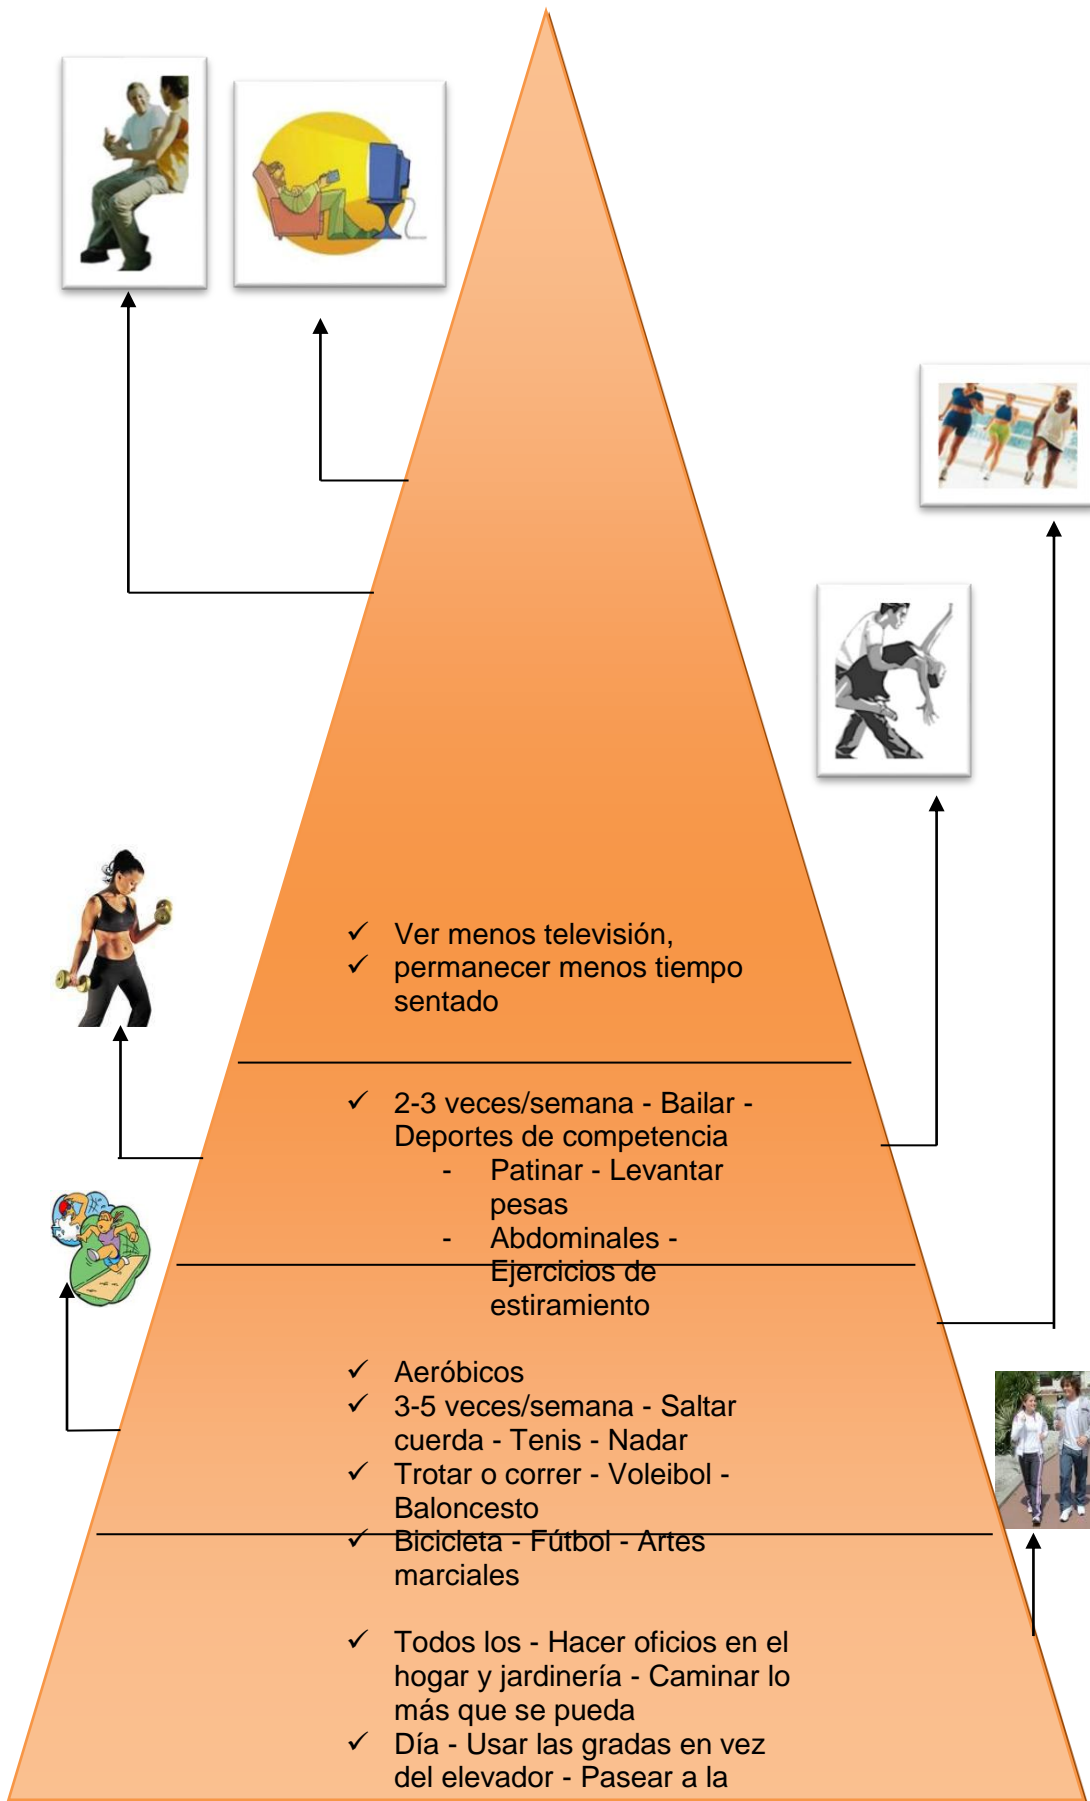 ✓ Ver menos televisión,
✓ permanecer menos tiempo
sentado
✓ 2-3 veces/semana - Bailar -
Deportes de competencia
- Patinar - Levantar
pesas
- Abdominales -
Ejercicios de
estiramiento
✓ Aeróbicos
✓ 3-5 veces/semana - Saltar
cuerda - Tenis - Nadar
✓ Trotar o correr - Voleibol -
Baloncesto
✓ Bicicleta - Fútbol - Artes
marciales
✓ Todos los - Hacer oficios en el
hogar y jardinería - Caminar lo
más que se pueda
✓ Día - Usar las gradas en vez
del elevador - Pasear a la